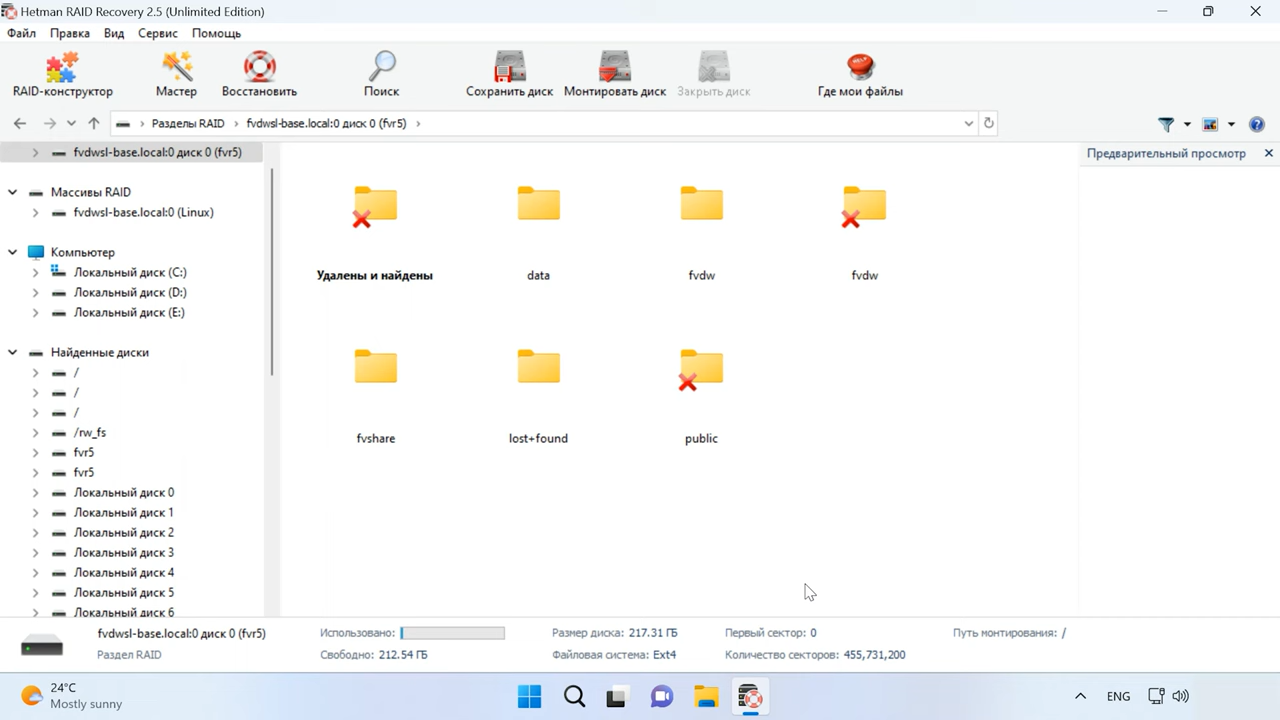 Hetman RAID Recovery 2.5 (Unlimited Edition)
Файл Правка Вид Сервис Помощь
RAID-конструктор Мастер Восстановить Поиск Сохранить диск Монтировать диск Закрыть диск HELP Где мои файлы
Разделы RAID fvdwsl-base.local:0 диск 0 (fvr5)
fvdwsl-base.local:0 диск 0 (fvr5)
Массивы RAID
fvdwsl-base.local:0 (Linux)
Компьютер
Локальный диск (C:)
Локальный диск (D:)
Локальный диск (E:)
Найденные диски
/
/
/
/rw_fs
fvr5
fvr5
Локальный диск 0
Локальный диск 1
Локальный диск 2
Локальный диск 3
Локальный диск 4
Локальный диск 5
Локальный диск 6
Удалены и найдены data fvdw fvdw
fvshare lost+found public
Предварительный просмотр
fvdwsl-base.local:0 диск 0 (fvr5) Использовано: Размер диска: 217.31 ГБ Первый сектор: 0 Путь монтирования: /
Раздел RAID Свободно: 212.54 ГБ Файловая система: Ext4 Количество секторов: 455,731,200
24°C
Mostly sunny
ENG